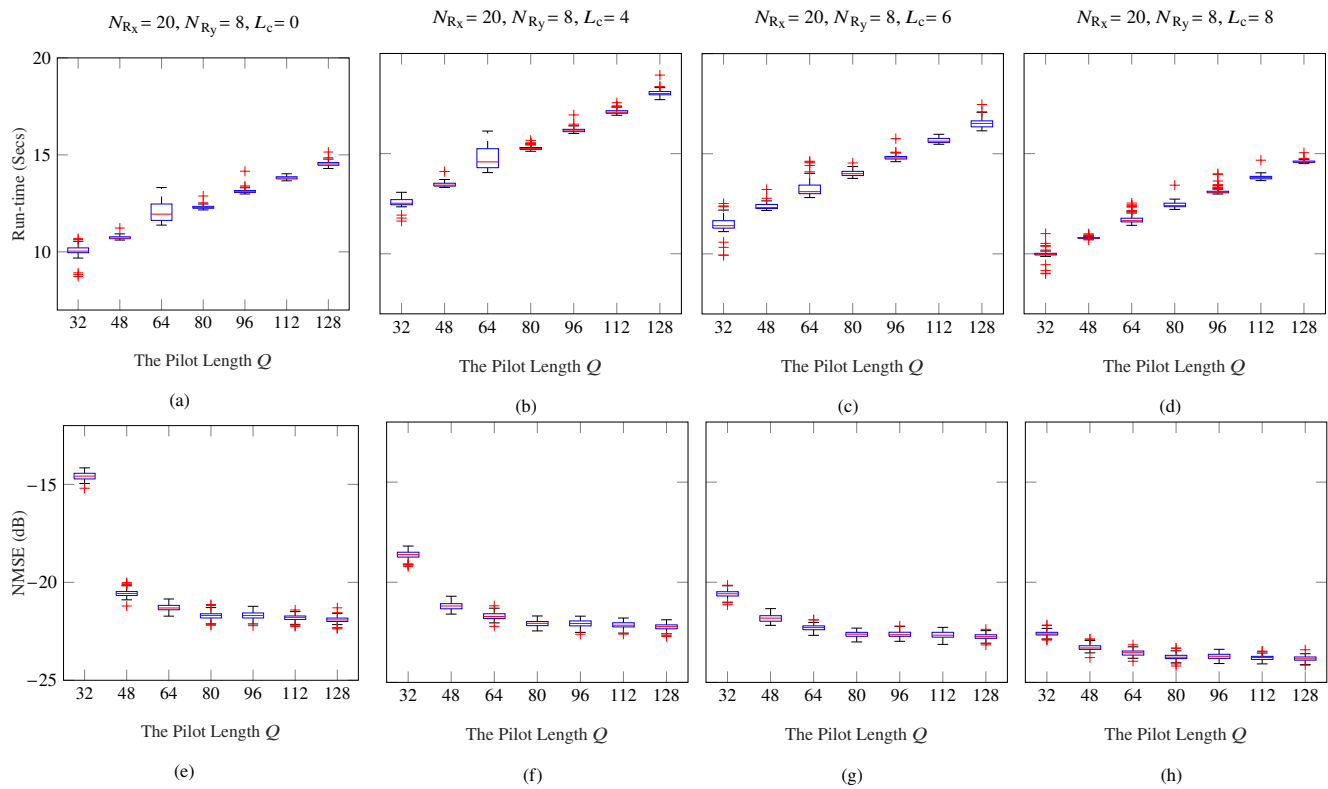 N_Rx = 20, N_Ry = 8, L_c = 0
N_Rx = 20, N_Ry = 8, L_c = 4
N_Rx = 20, N_Ry = 8, L_c = 6
N_Rx = 20, N_Ry = 8, L_c = 8
Run-time (Secs)
20
15
10
32 48 64 80 96 112 128
32 48 64 80 96 112 128
32 48 64 80 96 112 128
32 48 64 80 96 112 128
The Pilot Length Q
The Pilot Length Q
The Pilot Length Q
The Pilot Length Q
(a)
(b)
(c)
(d)
NMSE (dB)
−15
−20
−25
32 48 64 80 96 112 128
32 48 64 80 96 112 128
32 48 64 80 96 112 128
32 48 64 80 96 112 128
The Pilot Length Q
The Pilot Length Q
The Pilot Length Q
The Pilot Length Q
(e)
(f)
(g)
(h)